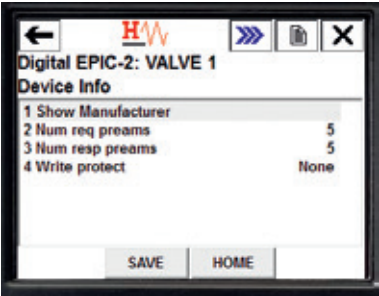 H
Digital EPIC-2: VALVE 1
Device Info
1 Show Manufacturer
2 Num req preams 5
3 Num resp preams 5
4 Write protect None
SAVE HOME